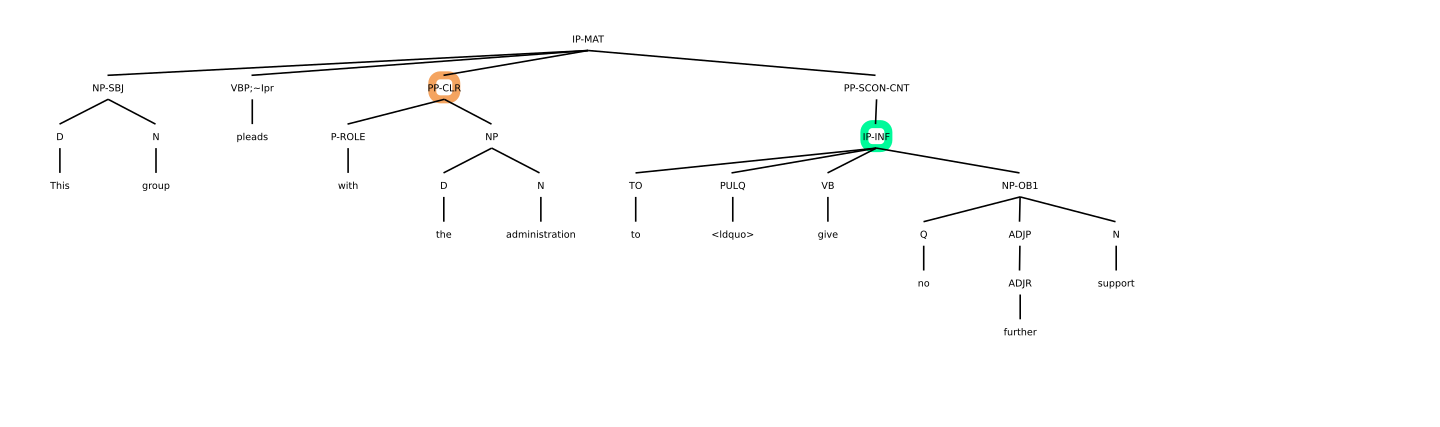 IP-MAT
NP-SBJ VBP;~Ipr PP-CLR PP-SCON-CNT
D N pleads P-ROLE NP IP-INF
This group with D N TO PULQ VB NP-OB1
the administration to <ldquo> give Q ADJP N
no ADJR support
further